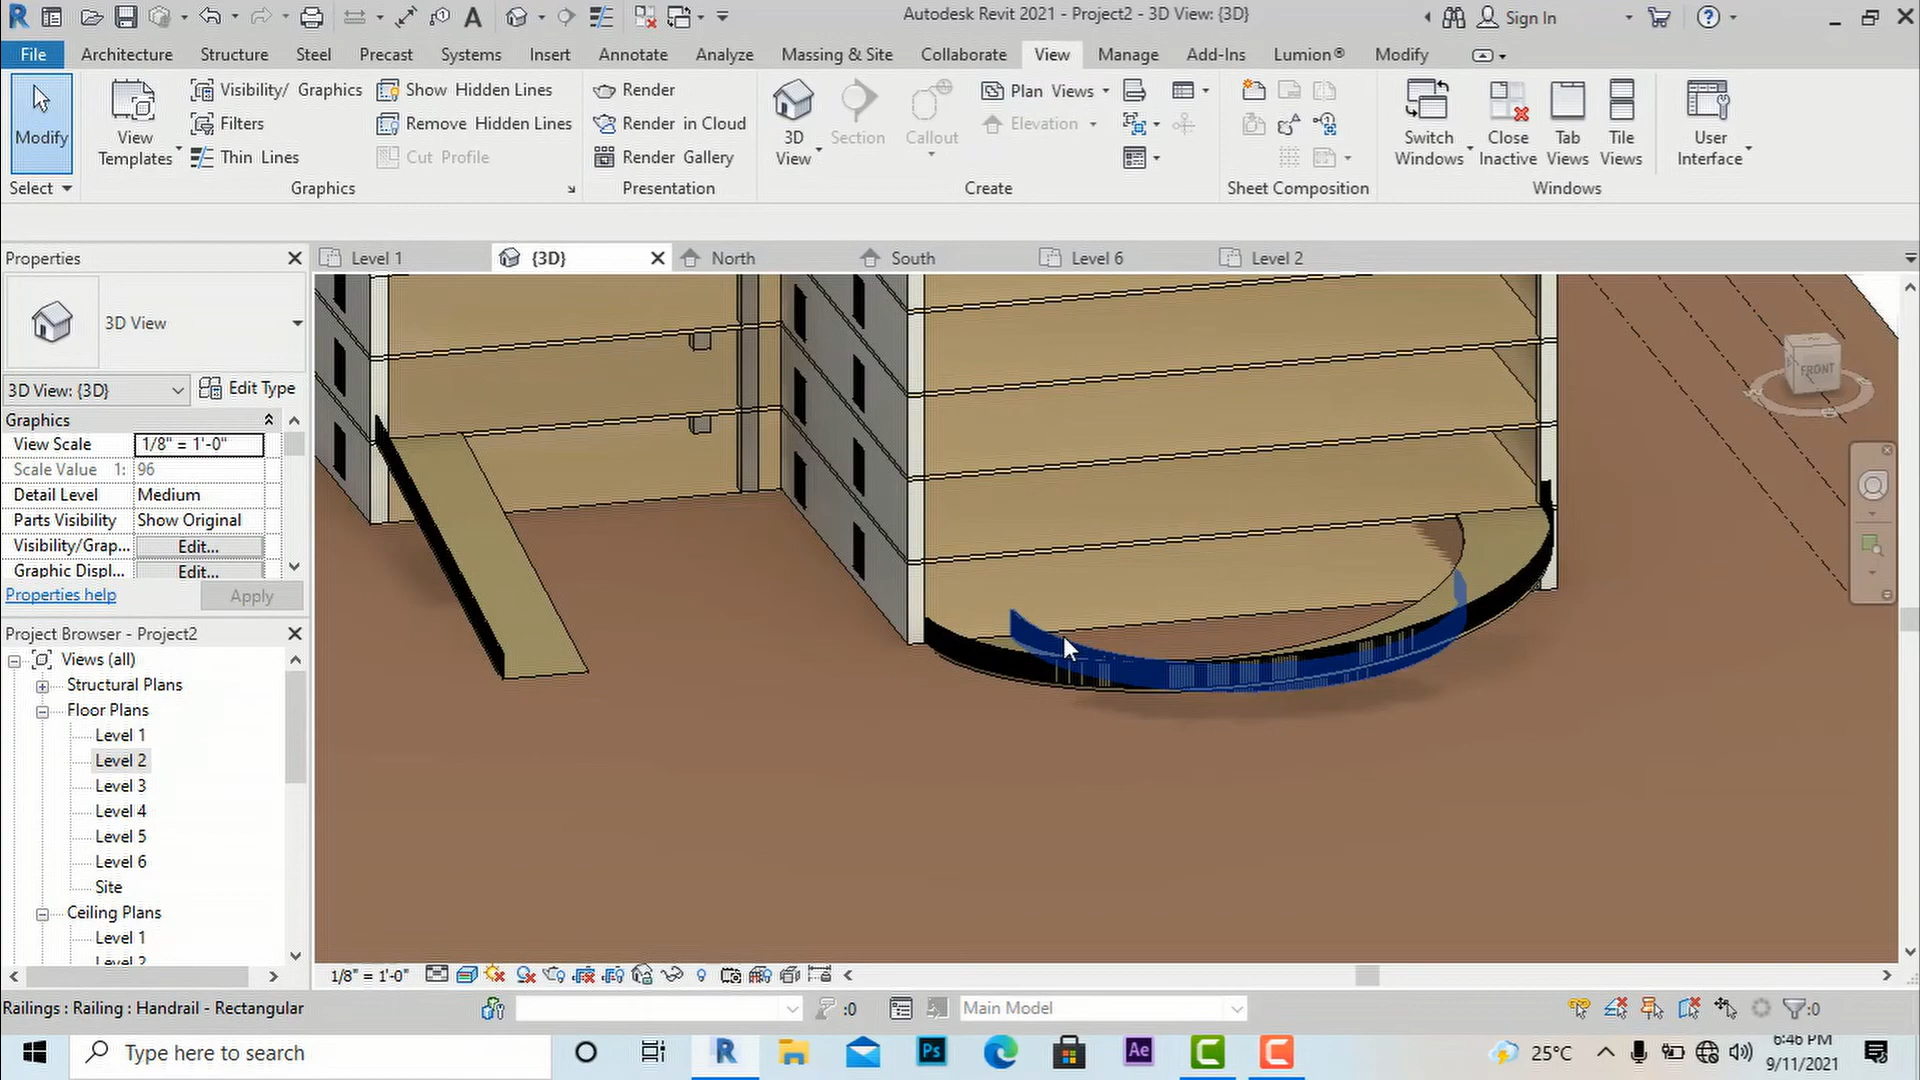 Autodesk Revit 2021 - Project2 - 3D View: {3D}
Sign In
File Architecture Structure Steel Precast Systems Insert Annotate Analyze Massing & Site Collaborate View Manage Add-Ins Lumion® Modify
Modify
View Templates
Visibility/ Graphics
Filters
Thin Lines
Show Hidden Lines
Remove Hidden Lines
Cut Profile
Render
Render in Cloud
Render Gallery
3D View
Section
Callout
Plan Views
Elevation
Switch Windows
Close Inactive
Tab Views
Tile Views
User Interface
Select Graphics Presentation Create Sheet Composition Windows
Properties
Level 1 {3D} North South Level 6 Level 2
3D View
3D View: {3D} Edit Type
Graphics
View Scale 1/8" = 1'-0"
Scale Value 1: 96
Detail Level Medium
Parts Visibility Show Original
Visibility/Grap... Edit...
Graphic Displ... Edit...
Properties help Apply
Project Browser - Project2
Views (all)
Structural Plans
Floor Plans
Level 1
Level 2
Level 3
Level 4
Level 5
Level 6
Site
Ceiling Plans
Level 1
Level 2
FRONT
1/8" = 1'-0"
Railings : Railing : Handrail - Rectangular
:0
Main Model
:0
Type here to search
Ps
Ae
25°C
6:46 PM
9/11/2021